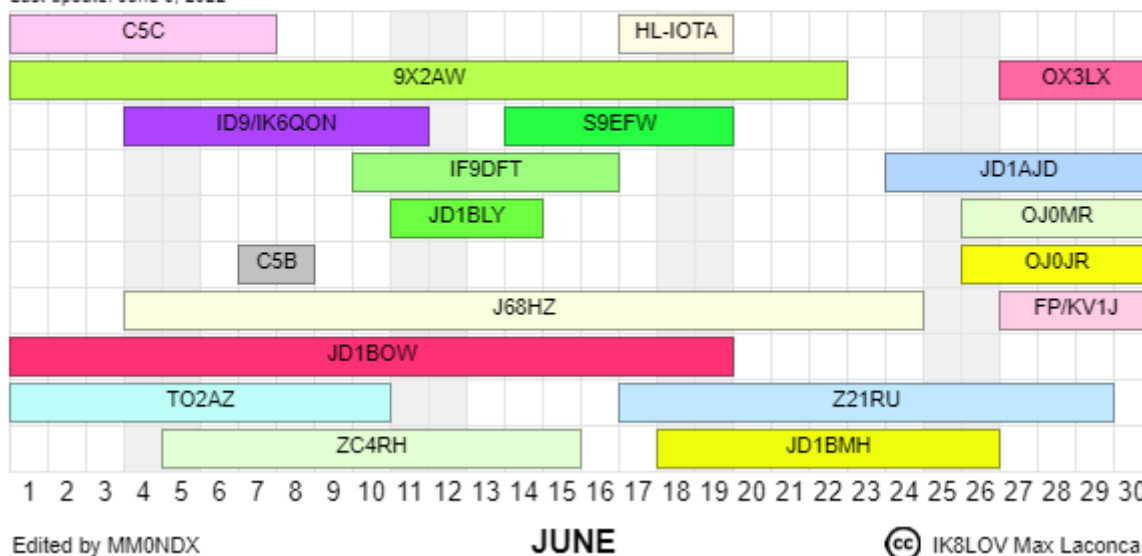 C5C HL-IOTA
9X2AW OX3LX
ID9/IK6QON S9EFW
IF9DFT JD1AJD
JD1BLY OJ0MR
C5B OJ0JR
J68HZ FP/KV1J
JD1BOW
TO2AZ Z21RU
ZC4RH JD1BMH
1 2 3 4 5 6 7 8 9 10 11 12 13 14 15 16 17 18 19 20 21 22 23 24 25 26 27 28 29 30
Edited by MM0NDX JUNE cc IK8LOV Max Laconca